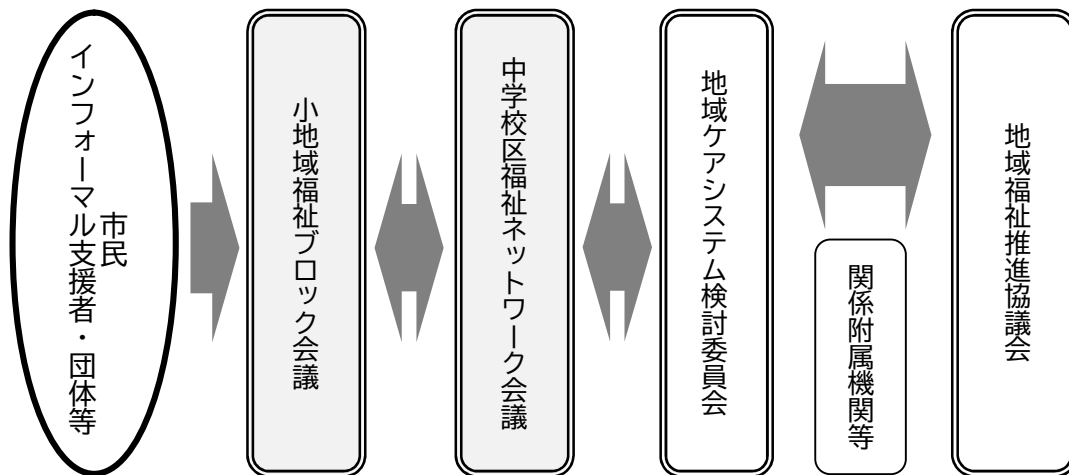 市民
インフォーマル支援者・団体等
小地域福祉ブロック会議
中学校区福祉ネットワーク会議
地域ケアシステム検討委員会
関係附属機関等
地域福祉推進協議会